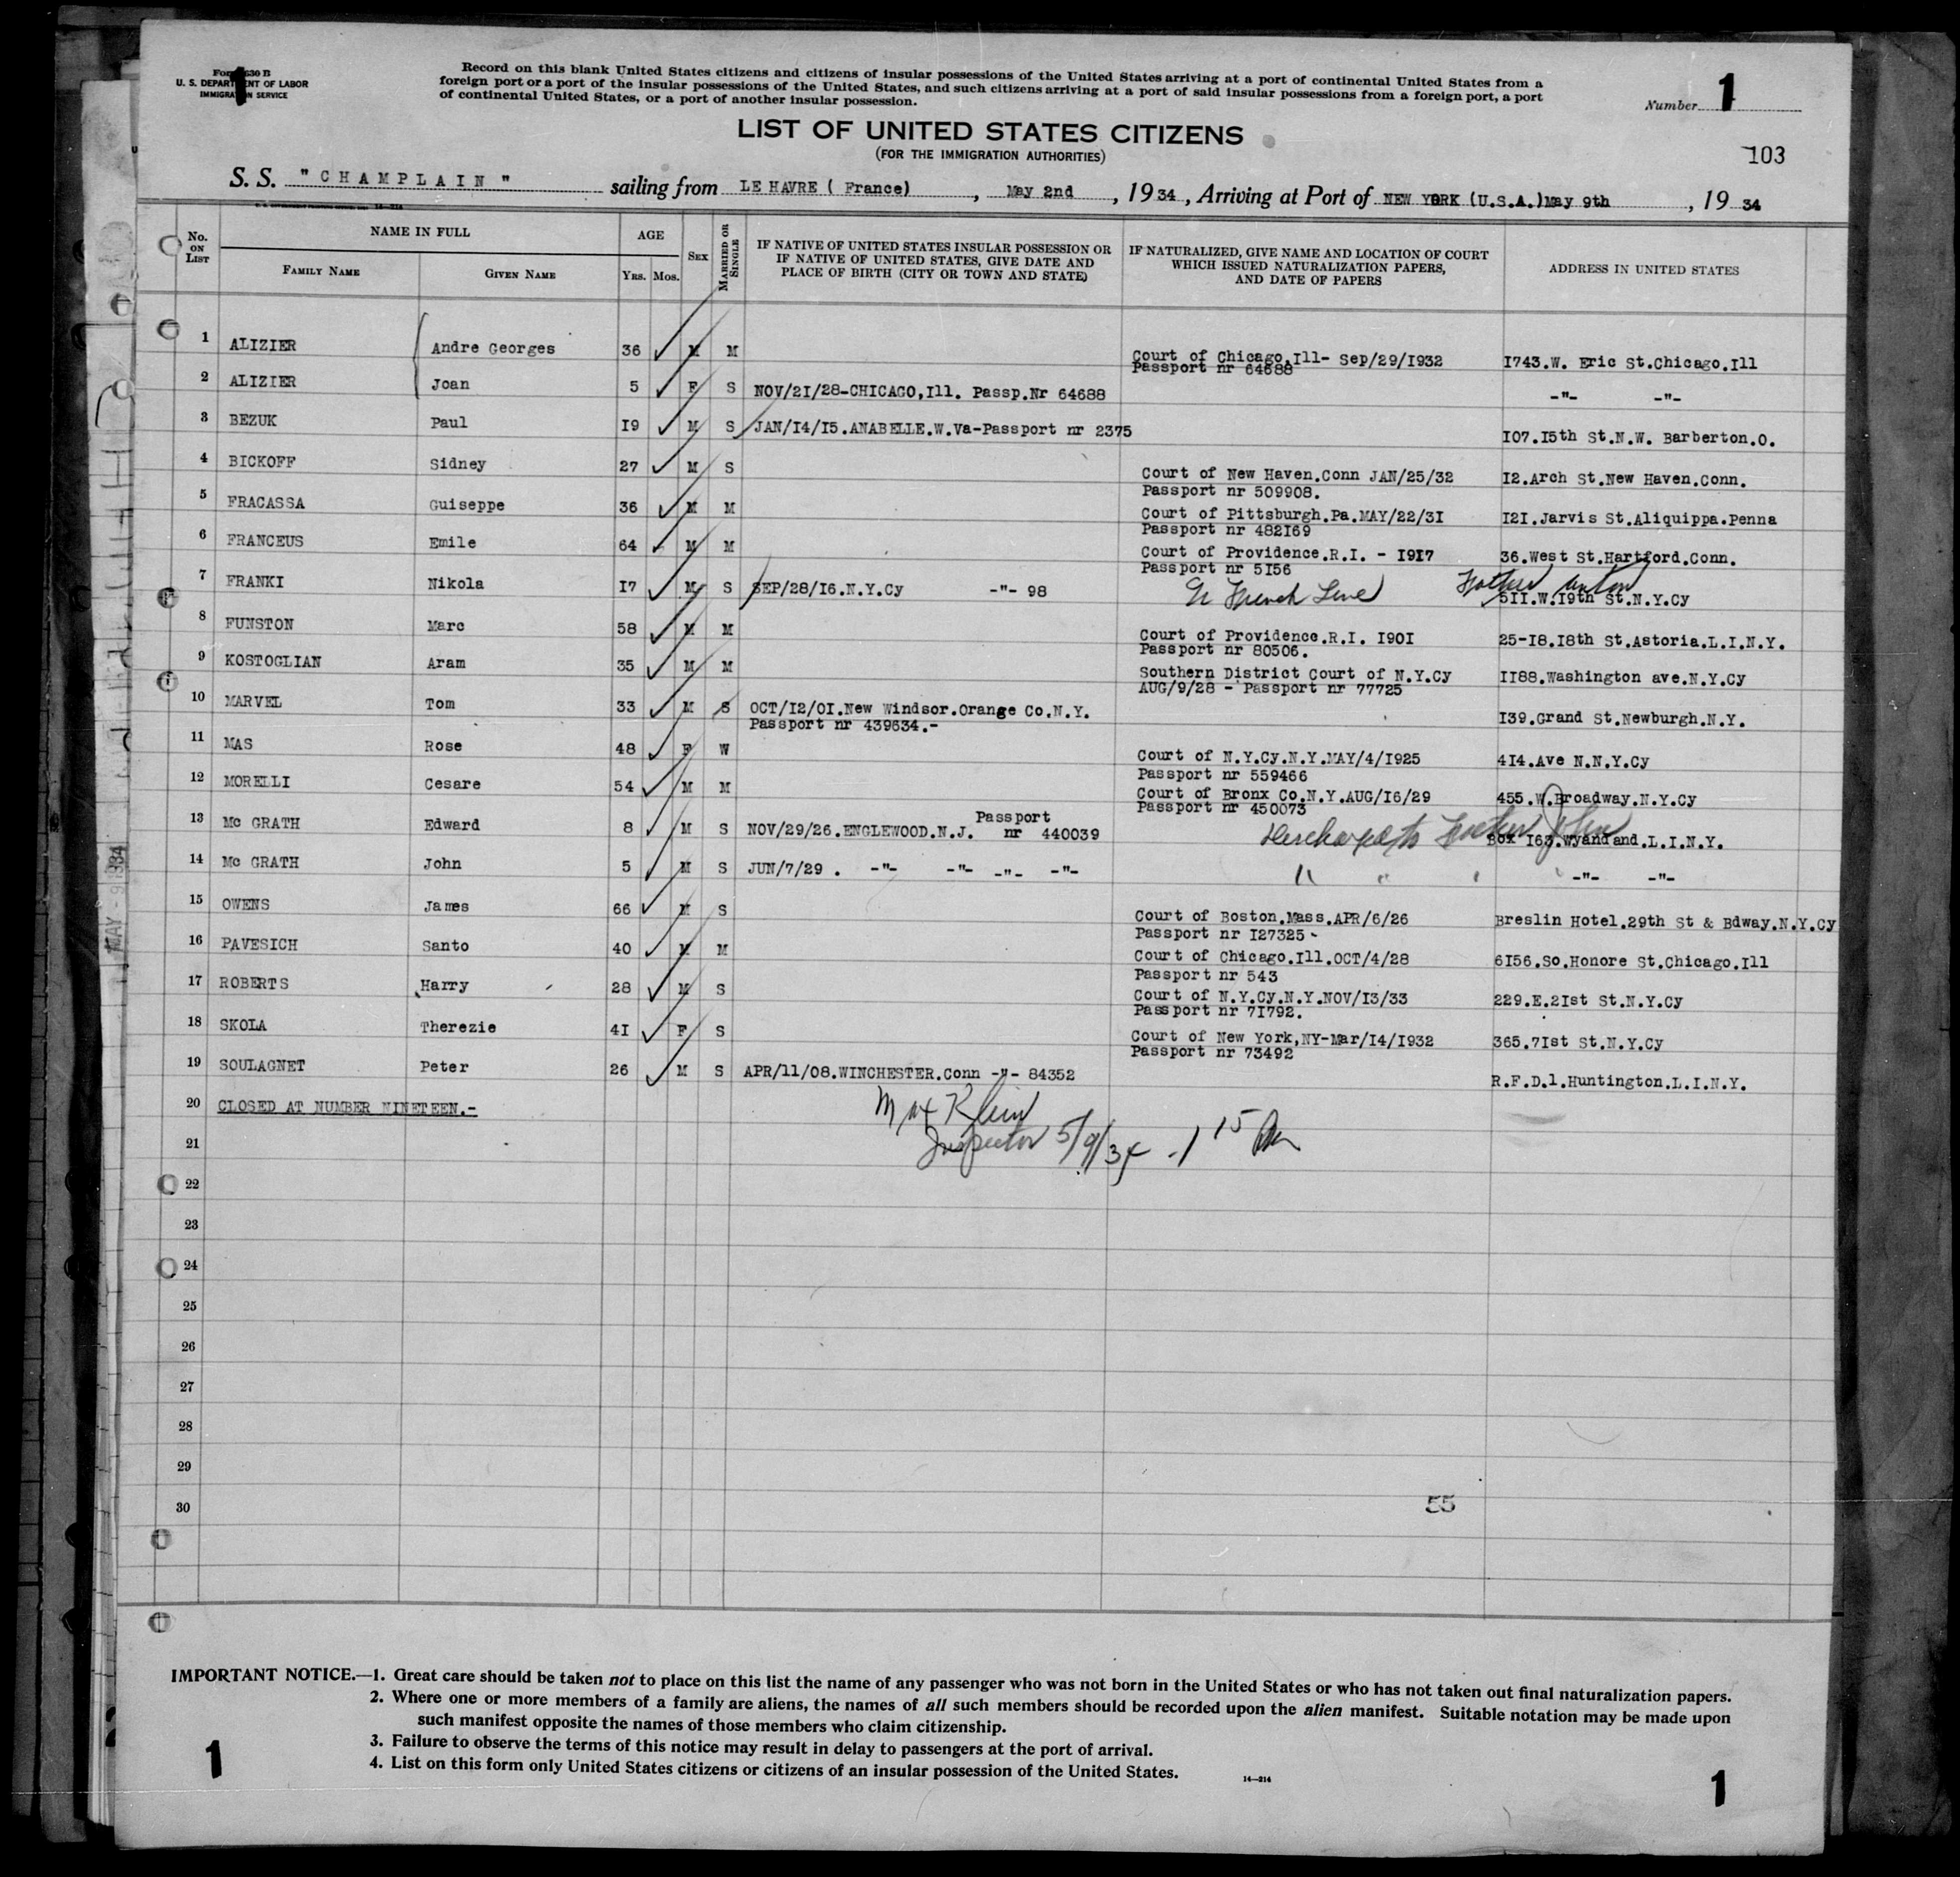 Form 630 B
U. S. DEPARTMENT OF LABOR
IMMIGRATION SERVICE
1
Record on this blank United States citizens and citizens of insular possessions of the United States arriving at a port of continental United States from a
foreign port or a port of the insular possessions of the United States, and such citizens arriving at a port of said insular possessions from a foreign port, a port
of continental United States, or a port of another insular possession.
Number 1
LIST OF UNITED STATES CITIZENS
(FOR THE IMMIGRATION AUTHORITIES)
103
S. S. "CHAMPLAIN" sailing from LE HAVRE ( France) , May 2nd , 1934 , Arriving at Port of NEW YORK (U.S.A.)May 9th , 19 34
No. ON LIST NAME IN FULL FAMILY NAME GIVEN NAME AGE YRS. MOS. SEX MARRIED OR SINGLE
IF NATIVE OF UNITED STATES INSULAR POSSESSION OR
IF NATIVE OF UNITED STATES, GIVE DATE AND
PLACE OF BIRTH (CITY OR TOWN AND STATE)
IF NATURALIZED, GIVE NAME AND LOCATION OF COURT
WHICH ISSUED NATURALIZATION PAPERS,
AND DATE OF PAPERS
ADDRESS IN UNITED STATES
1 ALIZIER Andre Georges 36 M M Court of Chicago,Ill- Sep/29/1932 1743.W. Eric St.Chicago.Ill
Passport nr 64688
2 ALIZIER Joan 5 F S NOV/21/28-CHICAGO,Ill. Passp.Nr 64688 -"- -"-
3 BEZUK Paul 19 M S JAN/14/15.ANABELLE.W.Va-Passport nr 2375 107.15th St.N.W. Barberton.O.
4 BICKOFF Sidney 27 M S Court of New Haven.Conn JAN/25/32 12.Arch St.New Haven.Conn.
Passport nr 509908.
5 FRACASSA Guiseppe 36 M M Court of Pittsburgh.Pa.MAY/22/31 121.Jarvis St.Aliquippa.Penna
Passport nr 482169
6 FRANCEUS Emile 64 M M Court of Providence.R.I. - 1917 36.West St.Hartford.Conn.
Passport nr 5156
7 FRANKI Nikola 17 M S SEP/28/16.N.Y.Cy -"- 98 French Line Father Anton 511.W.19th St.N.Y.Cy
8 FUNSTON Marc 58 M M Court of Providence.R.I. 1901 25-18.18th St.Astoria.L.I.N.Y.
Passport nr 80506.
9 KOSTOGLIAN Aram 35 M M Southern District Court of N.Y.Cy 1188.Washington ave.N.Y.Cy
AUG/9/28 - Passport nr 77725
10 MARVEL Tom 33 M S OCT/12/01.New Windsor.Orange Co.N.Y. 139.Grand St.Newburgh.N.Y.
Passport nr 439634.-
11 MAS Rose 48 F W Court of N.Y.Cy.N.Y.MAY/4/1925 414.Ave N.N.Y.Cy
Passport nr 559466
12 MORELLI Cesare 54 M M Court of Bronx Co.N.Y.AUG/16/29 455.W.Broadway.N.Y.Cy
Passport nr 450073
13 Mc GRATH Edward 8 M S NOV/29/26.ENGLEWOOD.N.J. Passport nr 440039 Discharged to Father John Box 163.Wyandand.L.I.N.Y.
14 Mc GRATH John 5 M S JUN/7/29 . -"- -"- -"- -"- " " -"- -"-
15 OWENS James 66 M S Court of Boston.Mass.APR/6/26 Breslin Hotel.29th St & Bdway.N.Y.Cy
Passport nr 127325-
16 PAVESICH Santo 40 M M Court of Chicago.Ill.OCT/4/28 6156.So.Honore St.Chicago.Ill
Passport nr 543
17 ROBERTS Harry 28 M S Court of N.Y.Cy.N.Y.NOV/13/33 229.E.21st St.N.Y.Cy
Passport nr 71792.
18 SKOLA Therezie 41 F S Court of New York,NY-Mar/14/1932 365.71st St.N.Y.Cy
Passport nr 73492
19 SOULAGNET Peter 26 M S APR/11/08.WINCHESTER.Conn -"- 84352 R.F.D.1.Huntington.L.I.N.Y.
20 CLOSED AT NUMBER NINETEEN.-
Max Klein
Inspector 5/9/34 - 1 15 Pm
21
22
23
24
25
26
27
28
29
30
55
MAY - 9 1934
IMPORTANT NOTICE.—1. Great care should be taken not to place on this list the name of any passenger who was not born in the United States or who has not taken out final naturalization papers.
2. Where one or more members of a family are aliens, the names of all such members should be recorded upon the alien manifest. Suitable notation may be made upon
such manifest opposite the names of those members who claim citizenship.
3. Failure to observe the terms of this notice may result in delay to passengers at the port of arrival.
4. List on this form only United States citizens or citizens of an insular possession of the United States.
14—214
1
1